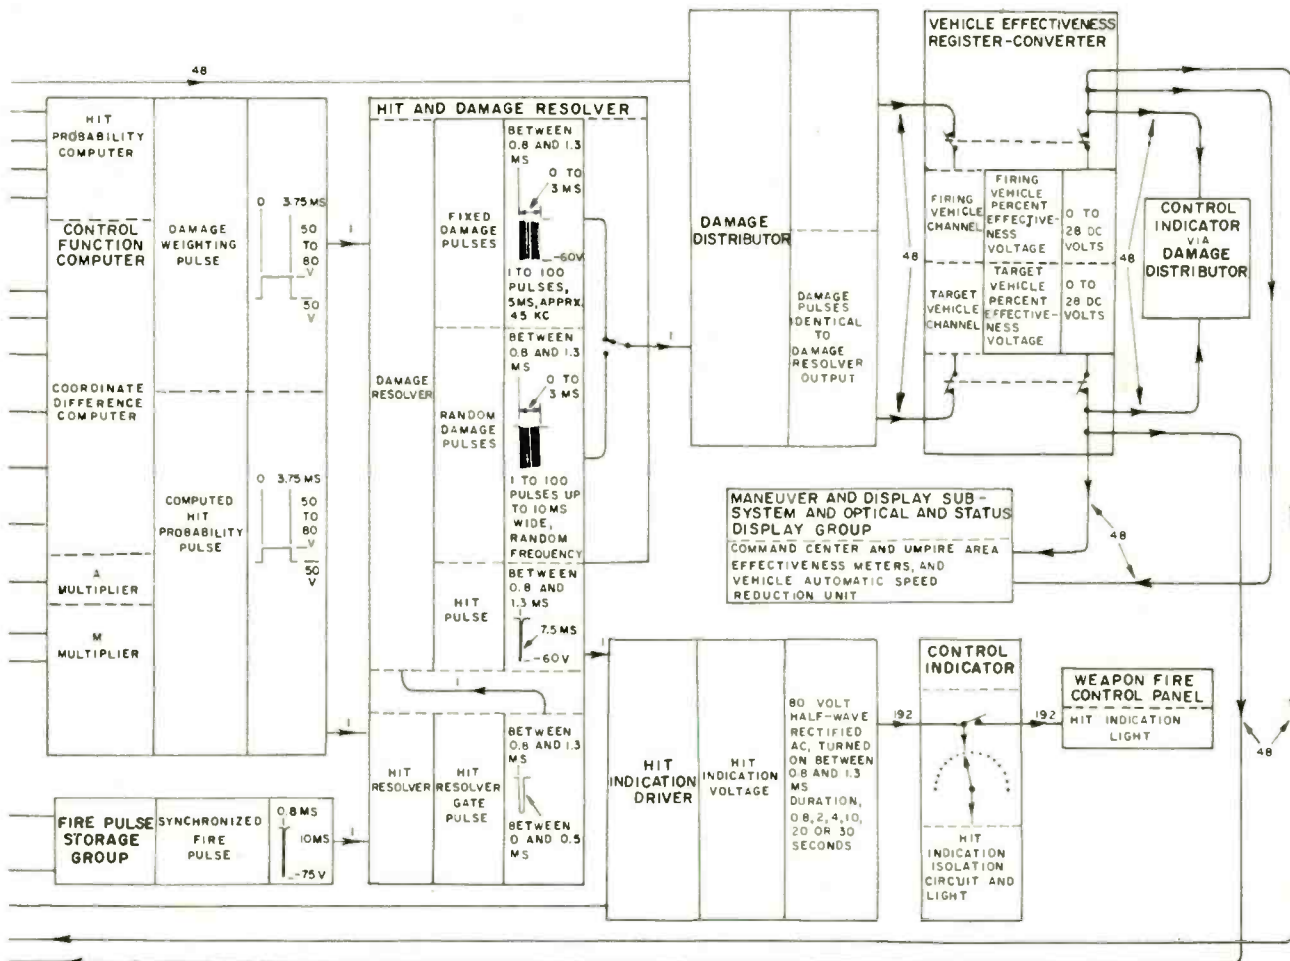 48
HIT
PROBABILITY
COMPUTER
CONTROL
FUNCTION
COMPUTER
COORDINATE
DIFFERENCE
COMPUTER
A
MULTIPLIER
M
MULTIPLIER
DAMAGE
WEIGHTING
PULSE
0 3.75 MS
50
TO
80
V
50
V
COMPUTED
HIT
PROBABILITY
PULSE
0 3.75 MS
50
TO
80
V
50
V
1
1
FIRE PULSE
STORAGE
GROUP
SYNCHRONIZED
FIRE
PULSE
0.8 MS
10MS
-75 V
1
HIT AND DAMAGE RESOLVER
DAMAGE
RESOLVER
FIXED
DAMAGE
PULSES
BETWEEN
0.8 AND 1.3
MS
0 TO
3 MS
-60V
1 TO 100
PULSES,
5MS, APPRX.
45 KC
RANDOM
DAMAGE
PULSES
BETWEEN
0.8 AND 1.3
MS
0 TO
3 MS
1 TO 100
PULSES UP
TO 10MS
WIDE,
RANDOM
FREQUENCY
HIT
PULSE
BETWEEN
0.8 AND
1.3 MS
7.5 MS
-60 V
1
HIT
RESOLVER
HIT
RESOLVER
GATE
PULSE
BETWEEN
0.8 AND 1.3
MS
BETWEEN
0 AND 0.5
MS
1
1
DAMAGE
DISTRIBUTOR
DAMAGE
PULSES
IDENTICAL
TO
DAMAGE
RESOLVER
OUTPUT
48
VEHICLE EFFECTIVENESS
REGISTER-CONVERTER
FIRING
VEHICLE
CHANNEL
FIRING
VEHICLE
PERCENT
EFFECTIVE-
NESS
VOLTAGE
0 TO
28 DC
VOLTS
TARGET
VEHICLE
CHANNEL
TARGET
VEHICLE
PERCENT
EFFECTIVE-
NESS
VOLTAGE
0 TO
28 DC
VOLTS
48
CONTROL
INDICATOR
VIA
DAMAGE
DISTRIBUTOR
MANEUVER AND DISPLAY SUB-
SYSTEM AND OPTICAL AND STATUS
DISPLAY GROUP
COMMAND CENTER AND UMPIRE AREA
EFFECTIVENESS METERS, AND
VEHICLE AUTOMATIC SPEED
REDUCTION UNIT
48
HIT
INDICATION
DRIVER
HIT
INDICATION
VOLTAGE
80 VOLT
HALF-WAVE
RECTIFIED
AC, TURNED
ON BETWEEN
0.8 AND 1.3
MS
DURATION,
0.8, 2, 4, 10,
20 OR 30
SECONDS
192
CONTROL
INDICATOR
HIT
INDICATION
ISOLATION
CIRCUIT AND
LIGHT
192
WEAPON FIRE
CONTROL PANEL
HIT INDICATION
LIGHT
48